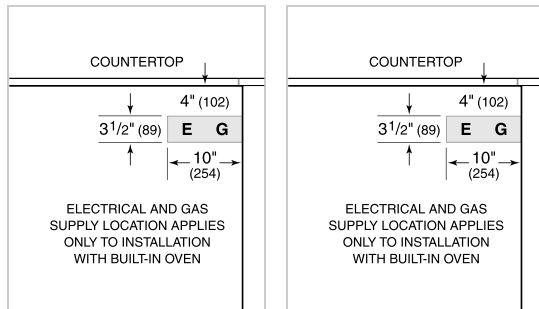 COUNTERTOP
4" (102)
3 1/2" (89)
E G
10"
(254)
ELECTRICAL AND GAS
SUPPLY LOCATION APPLIES
ONLY TO INSTALLATION
WITH BUILT-IN OVEN
COUNTERTOP
4" (102)
3 1/2" (89)
E G
10"
(254)
ELECTRICAL AND GAS
SUPPLY LOCATION APPLIES
ONLY TO INSTALLATION
WITH BUILT-IN OVEN